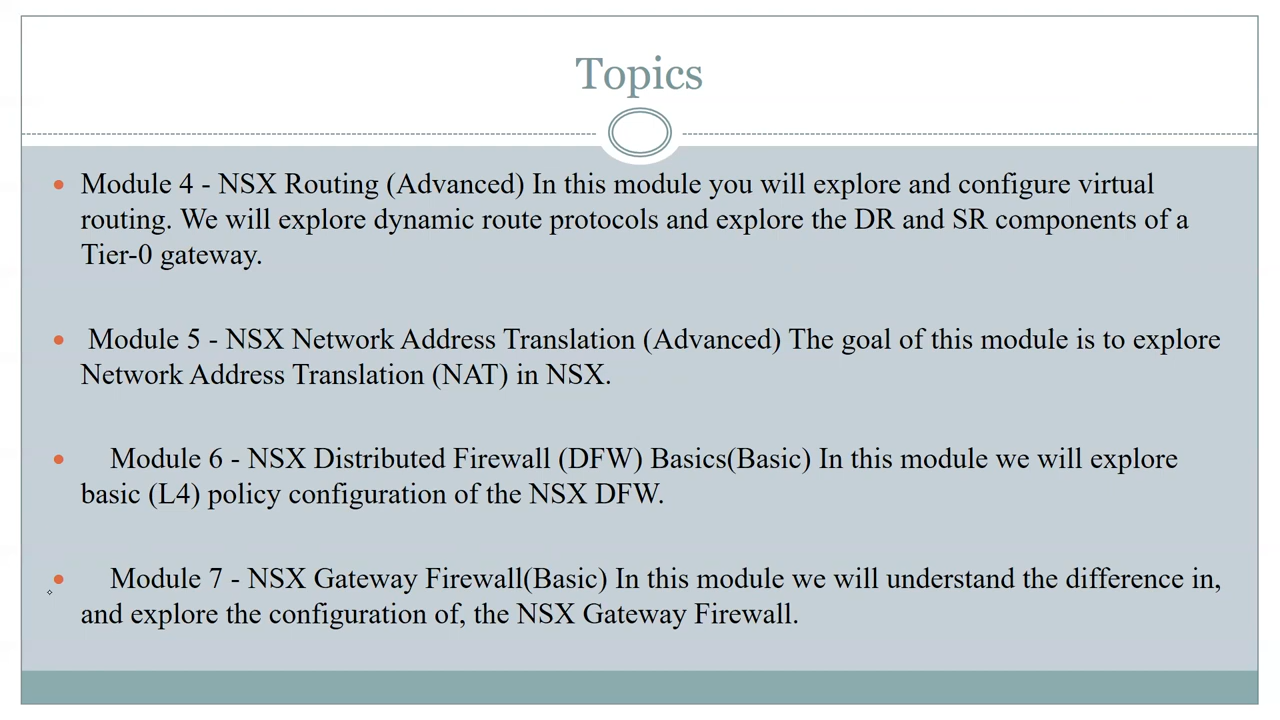 Topics
Module 4 - NSX Routing (Advanced) In this module you will explore and configure virtual
routing. We will explore dynamic route protocols and explore the DR and SR components of a
Tier-0 gateway.
Module 5 - NSX Network Address Translation (Advanced) The goal of this module is to explore
Network Address Translation (NAT) in NSX.
Module 6 - NSX Distributed Firewall (DFW) Basics(Basic) In this module we will explore
basic (L4) policy configuration of the NSX DFW.
Module 7 - NSX Gateway Firewall(Basic) In this module we will understand the difference in,
and explore the configuration of, the NSX Gateway Firewall.